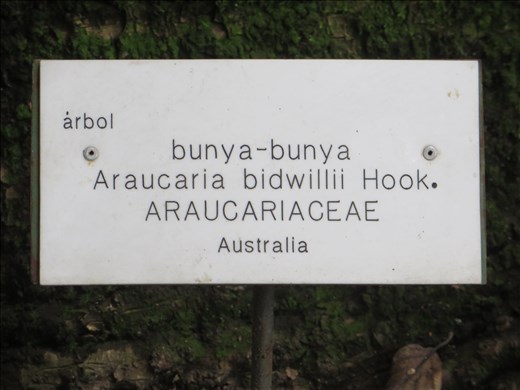 árbol
bunya-bunya
Araucaria bidwillii Hook.
ARAUCARIACEAE
Australia